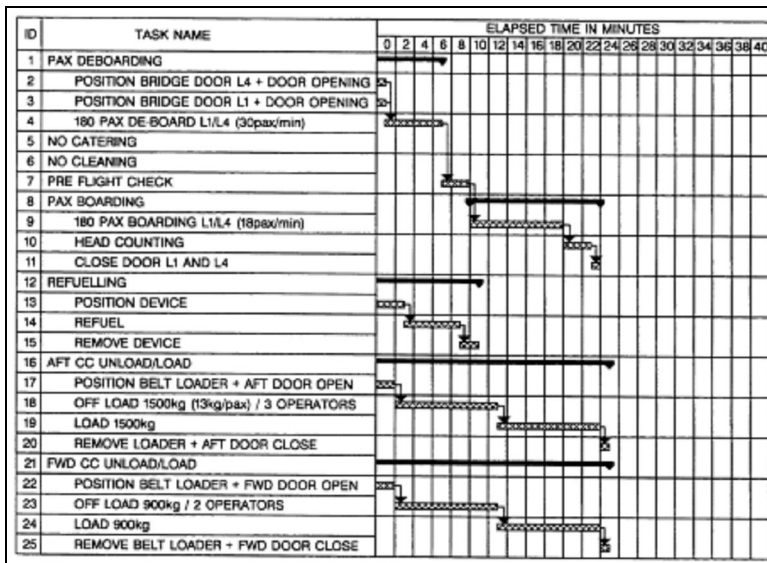 ID TASK NAME ELAPSED TIME IN MINUTES
0 2 4 6 8 10 12 14 16 18 20 22 24 26 28 30 32 34 36 38 40
1 PAX DEBOARDING
2 POSITION BRIDGE DOOR L4 + DOOR OPENING
3 POSITION BRIDGE DOOR L1 + DOOR OPENING
4 180 PAX DE-BOARD L1/L4 (30pax/min)
5 NO CATERING
6 NO CLEANING
7 PRE FLIGHT CHECK
8 PAX BOARDING
9 180 PAX BOARDING L1/L4 (18pax/min)
10 HEAD COUNTING
11 CLOSE DOOR L1 AND L4
12 REFUELLING
13 POSITION DEVICE
14 REFUEL
15 REMOVE DEVICE
16 AFT CC UNLOAD/LOAD
17 POSITION BELT LOADER + AFT DOOR OPEN
18 OFF LOAD 1500kg (13kg/pax) / 3 OPERATORS
19 LOAD 1500kg
20 REMOVE LOADER + AFT DOOR CLOSE
21 FWD CC UNLOAD/LOAD
22 POSITION BELT LOADER + FWD DOOR OPEN
23 OFF LOAD 900kg / 2 OPERATORS
24 LOAD 900kg
25 REMOVE BELT LOADER + FWD DOOR CLOSE